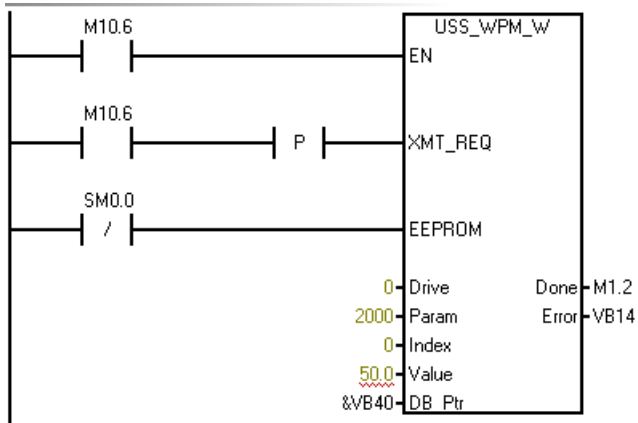 M10.6 USS_WPM_W
EN
M10.6
P XMT_REQ
SM0.0
/ EEPROM
0 Drive Done M1.2
2000 Param Error VB14
0 Index
50.0 Value
&VB40 DB_Ptr